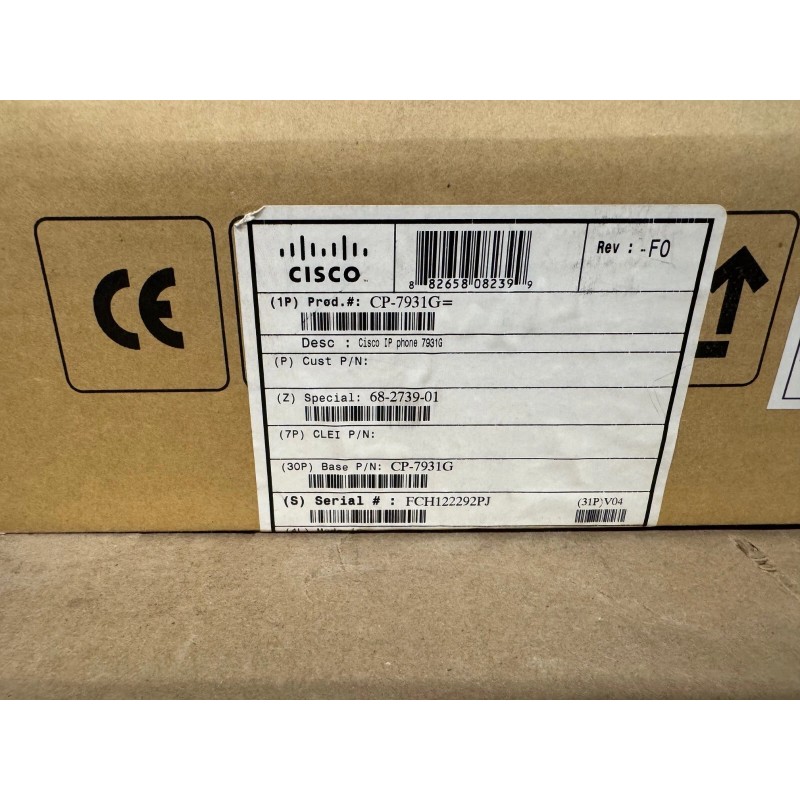 CE
CISCO
8 82658 08239 9
Rev : -F0
(1P) Prod.#: CP-7931G=
Desc : Cisco IP phone 7931G
(P) Cust P/N:
(Z) Special: 68-2739-01
(7P) CLEI P/N:
(30P) Base P/N: CP-7931G
(S) Serial # : FCH122292PJ
(31P)V04